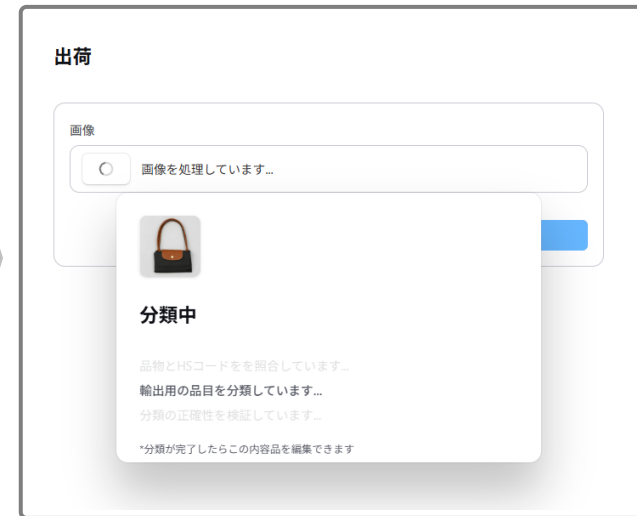 出荷
画像
画像を処理しています...
分類中
品物とHSコードをを照合しています...
輸出用の品目を分類しています...
分類の正確性を検証しています...
*分類が完了したらこの内容品を編集できます